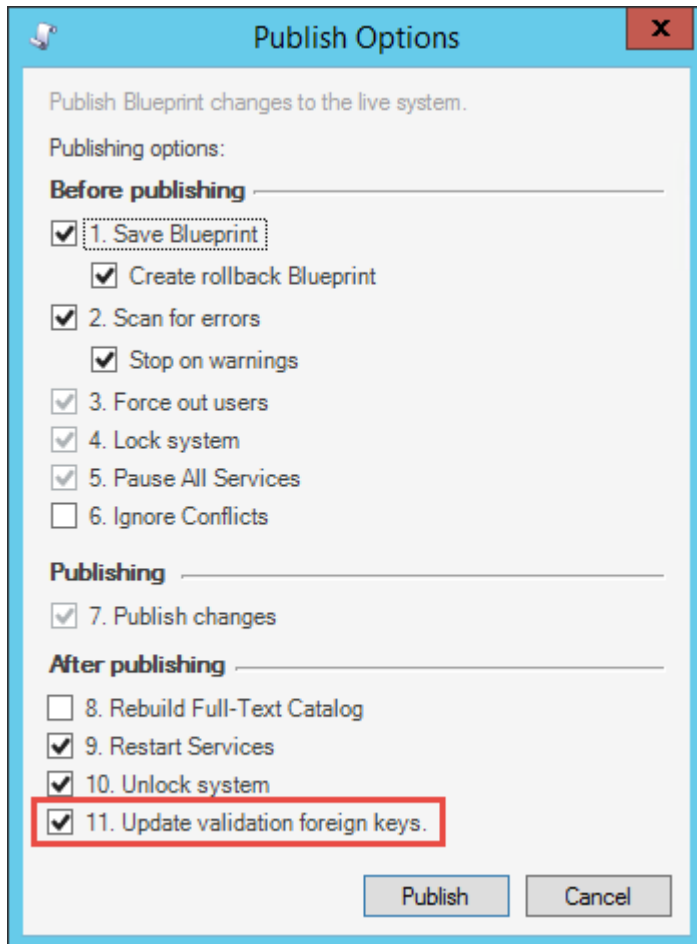 Publish Options
x
Publish Blueprint changes to the live system.
Publishing options:
Before publishing
1. Save Blueprint
Create rollback Blueprint
2. Scan for errors
Stop on warnings
3. Force out users
4. Lock system
5. Pause All Services
6. Ignore Conflicts
Publishing
7. Publish changes
After publishing
8. Rebuild Full-Text Catalog
9. Restart Services
10. Unlock system
11. Update validation foreign keys.
Publish Cancel